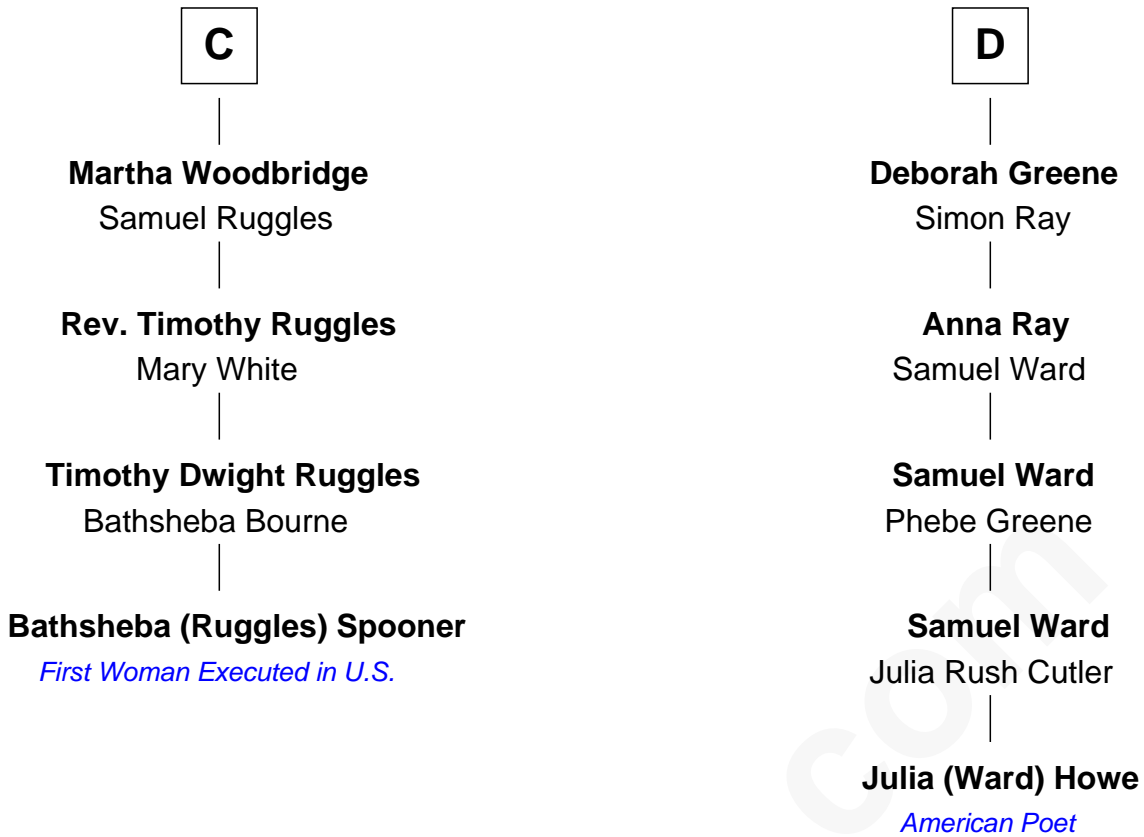 C
Martha Woodbridge
Samuel Ruggles
Rev. Timothy Ruggles
Mary White
Timothy Dwight Ruggles
Bathsheba Bourne
Bathsheba (Ruggles) Spooner
First Woman Executed in U.S.
D
Deborah Greene
Simon Ray
Anna Ray
Samuel Ward
Samuel Ward
Phebe Greene
Samuel Ward
Julia Rush Cutler
Julia (Ward) Howe
American Poet
com